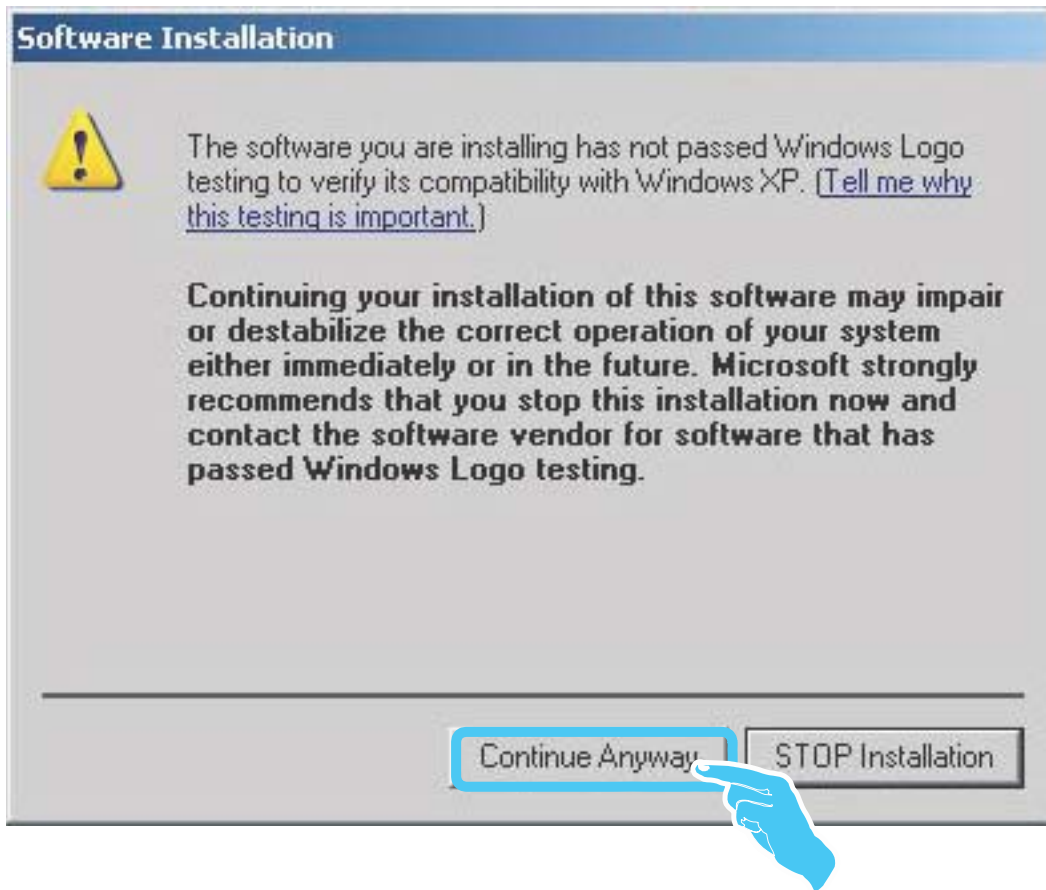 Software Installation
The software you are installing has not passed Windows Logo
testing to verify its compatibility with Windows XP. (Tell me why
this testing is important.)
Continuing your installation of this software may impair
or destabilize the correct operation of your system
either immediately or in the future. Microsoft strongly
recommends that you stop this installation now and
contact the software vendor for software that has
passed Windows Logo testing.
Continue Anyway STOP Installation